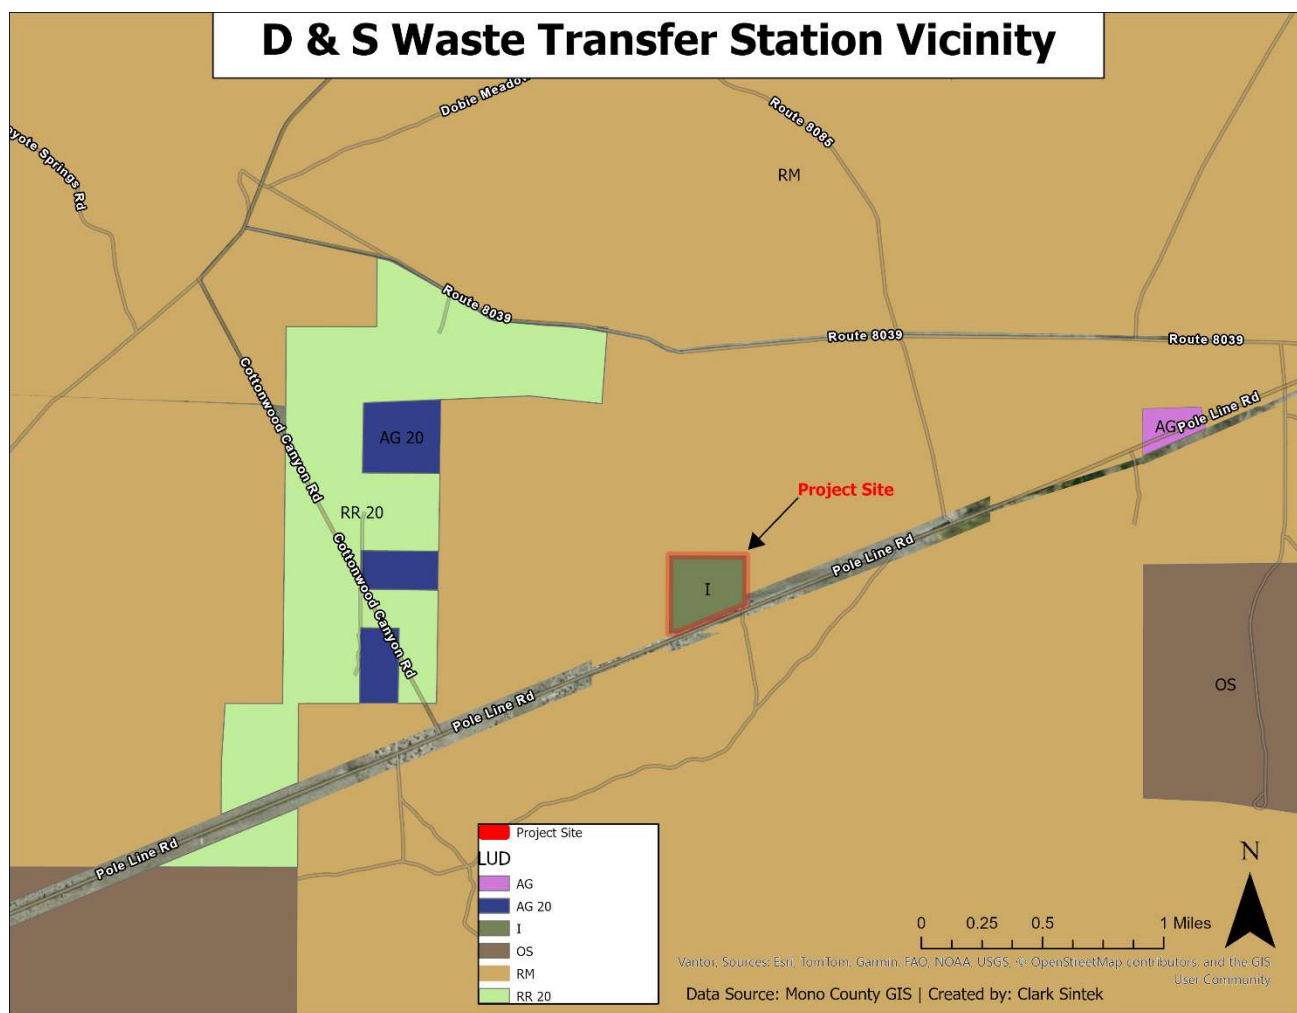 D & S Waste Transfer Station Vicinity
Dobie Meadow
Route 8085
yote Springs Rd
RM
Route 8039
Route 8039
Route 8039
Cottonwood Canyon Rd
AG 20
AG
Pole Line Rd
Project Site
RR 20
Cottonwood Canyon Rd
Pole Line Rd
I
OS
Pole Line Rd
Pole Line Rd
Project Site
LUD
AG
AG 20
I
OS
RM
RR 20
N
0 0.25 0.5 1 Miles
Vantor, Sources: Esri, TomTom, Garmin, FAO, NOAA, USGS, © OpenStreetMap contributors, and the GIS
User Community
Data Source: Mono County GIS | Created by: Clark Sintek